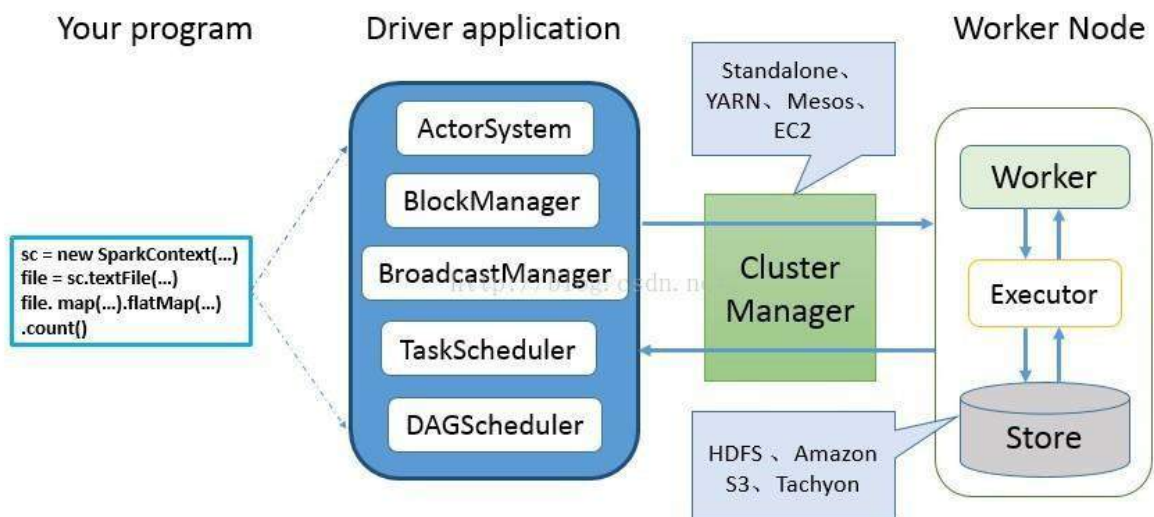 Your program
Driver application
Worker Node
Standalone、
YARN、Mesos、
EC2
ActorSystem
BlockManager
BroadcastManager
TaskScheduler
DAGScheduler
sc = new SparkContext(...)
file = sc.textFile(...)
file. map(...).flatMap(...)
.count()
Cluster
Manager
Worker
Executor
Store
HDFS 、Amazon
S3、Tachyon